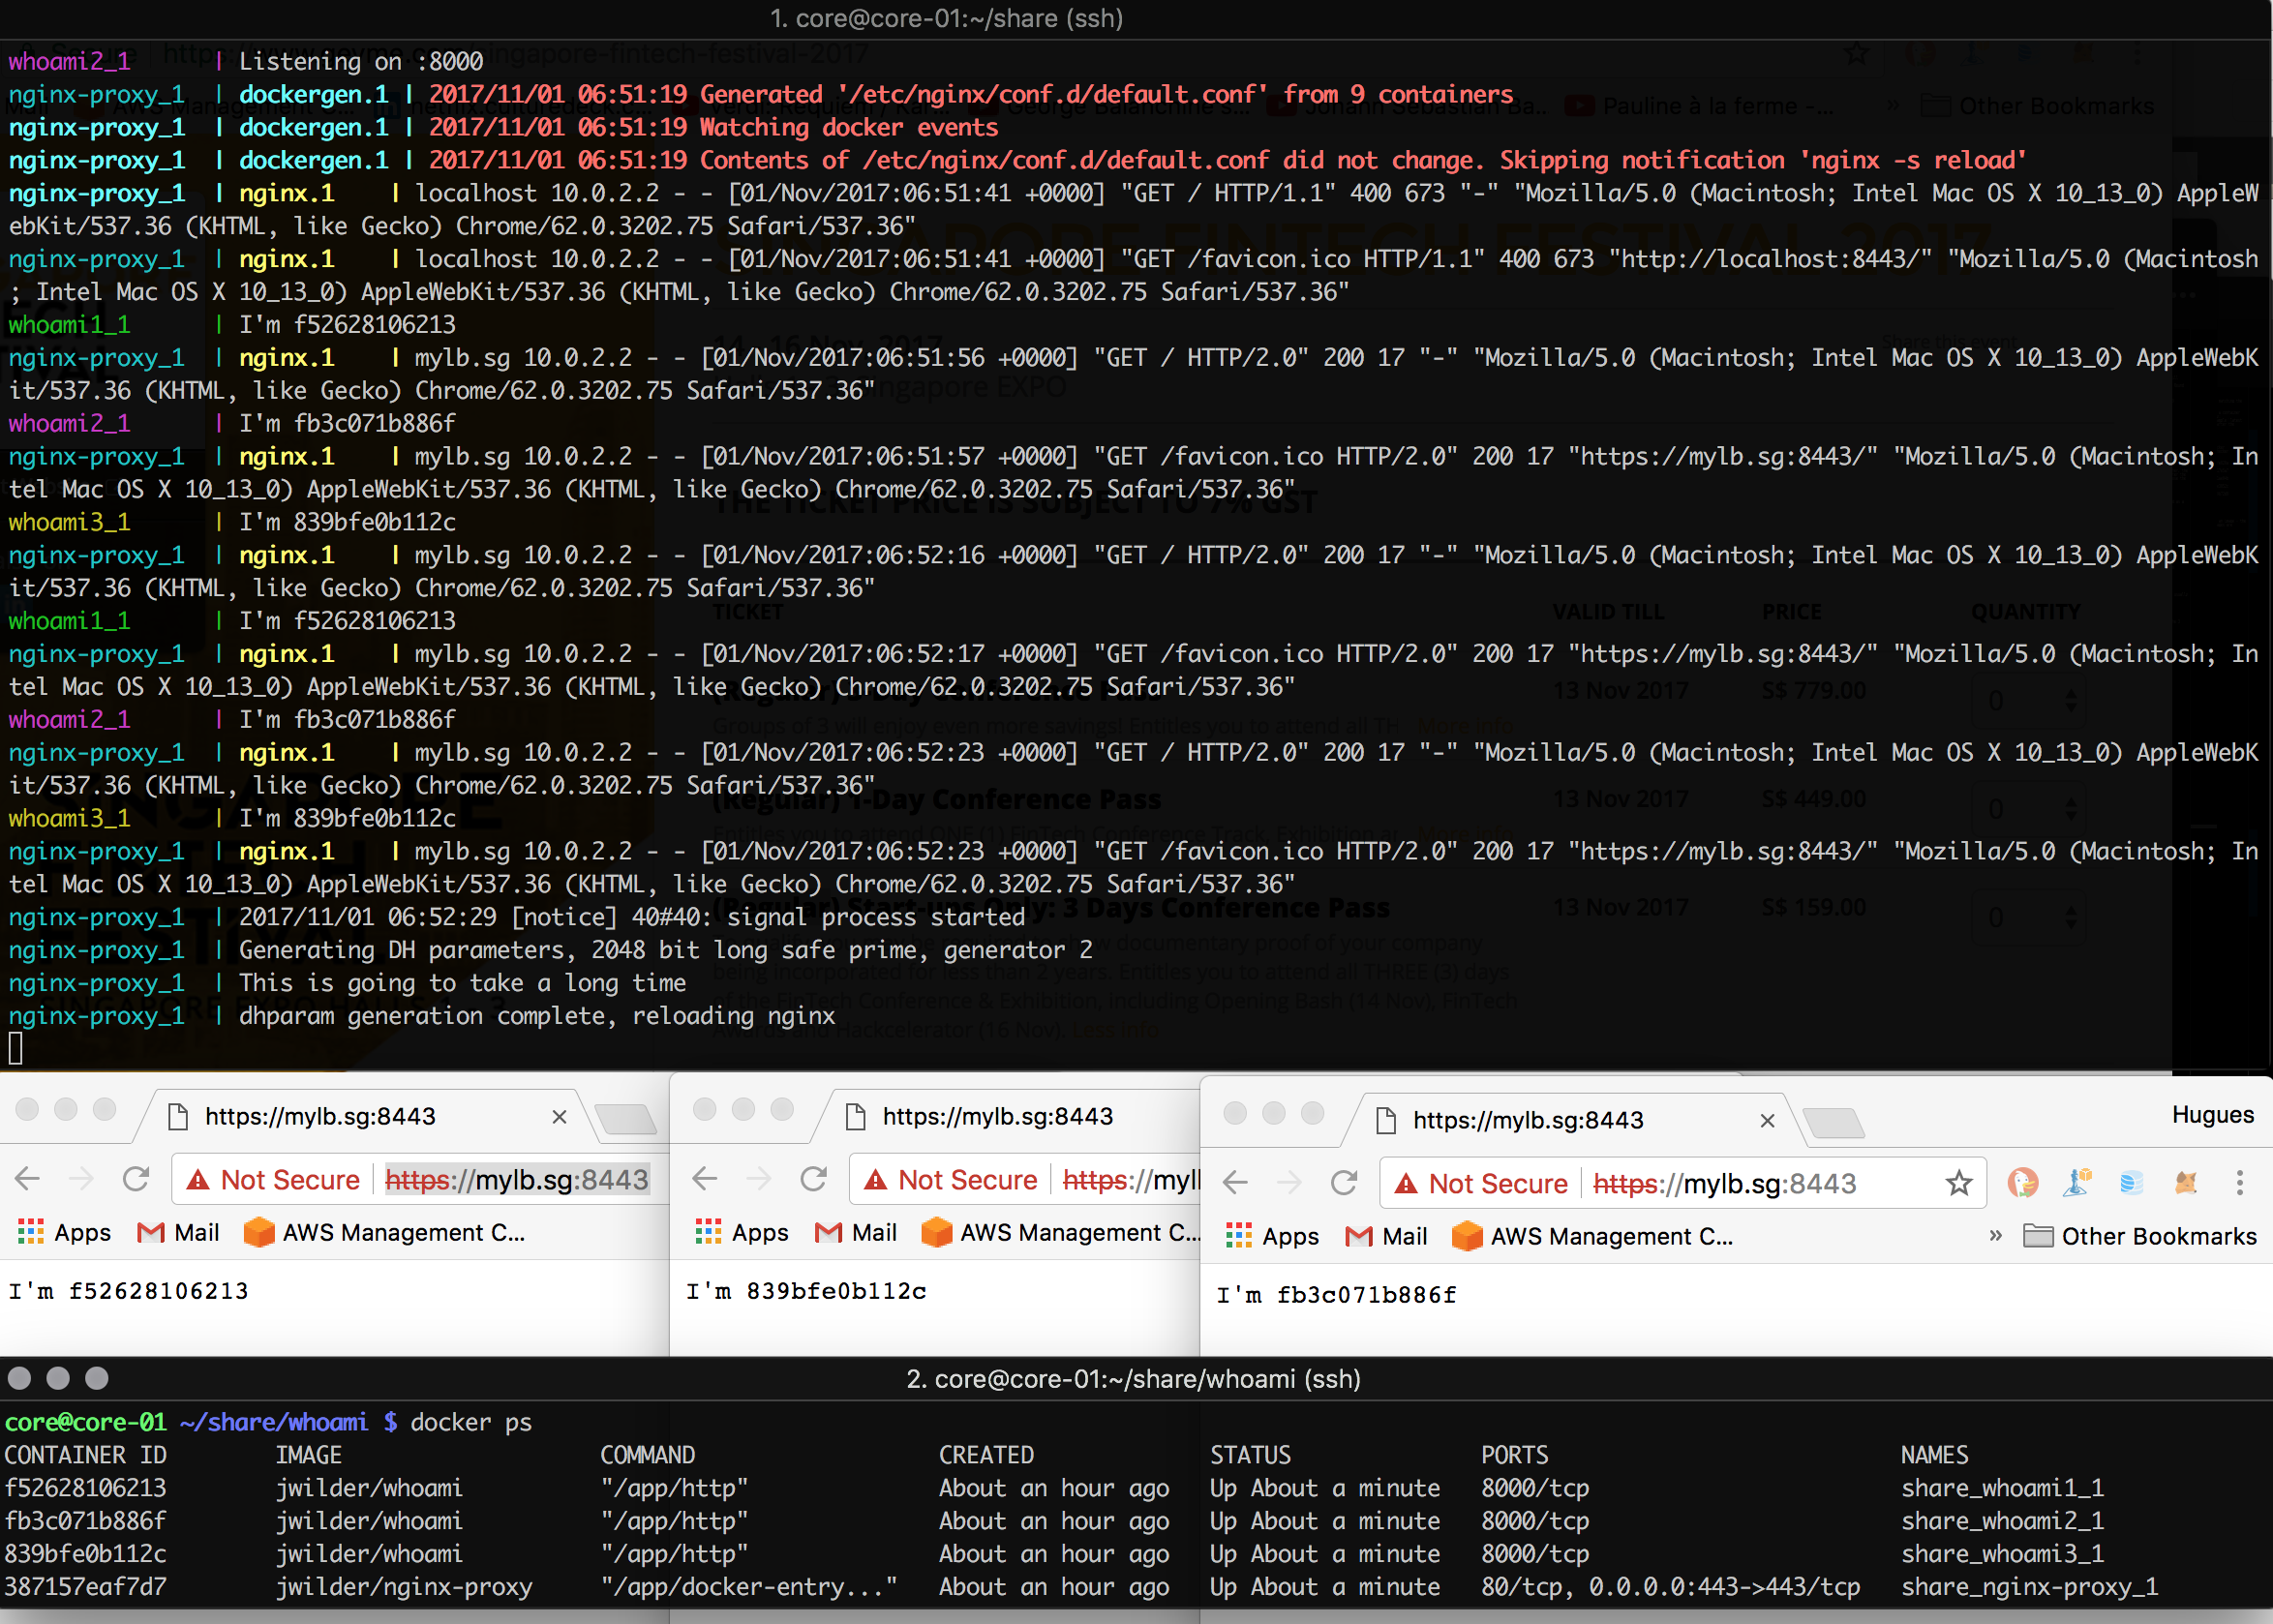 1. core@core-01:~/share (ssh)
whoami2_1 | Listening on :8000
nginx-proxy_1 | dockergen.1 | 2017/11/01 06:51:19 Generated '/etc/nginx/conf.d/default.conf' from 9 containers
nginx-proxy_1 | dockergen.1 | 2017/11/01 06:51:19 Watching docker events
nginx-proxy_1 | dockergen.1 | 2017/11/01 06:51:19 Contents of /etc/nginx/conf.d/default.conf did not change. Skipping notification 'nginx -s reload'
nginx-proxy_1 | nginx.1 | localhost 10.0.2.2 - - [01/Nov/2017:06:51:41 +0000] "GET / HTTP/1.1" 400 673 "-" "Mozilla/5.0 (Macintosh; Intel Mac OS X 10_13_0) AppleW
ebKit/537.36 (KHTML, like Gecko) Chrome/62.0.3202.75 Safari/537.36"
nginx-proxy_1 | nginx.1 | localhost 10.0.2.2 - - [01/Nov/2017:06:51:41 +0000] "GET /favicon.ico HTTP/1.1" 400 673 "http://localhost:8443/" "Mozilla/5.0 (Macintosh
; Intel Mac OS X 10_13_0) AppleWebKit/537.36 (KHTML, like Gecko) Chrome/62.0.3202.75 Safari/537.36"
whoami1_1 | I'm f52628106213
nginx-proxy_1 | nginx.1 | mylb.sg 10.0.2.2 - - [01/Nov/2017:06:51:56 +0000] "GET / HTTP/2.0" 200 17 "-" "Mozilla/5.0 (Macintosh; Intel Mac OS X 10_13_0) AppleWebK
it/537.36 (KHTML, like Gecko) Chrome/62.0.3202.75 Safari/537.36"
whoami2_1 | I'm fb3c071b886f
nginx-proxy_1 | nginx.1 | mylb.sg 10.0.2.2 - - [01/Nov/2017:06:51:57 +0000] "GET /favicon.ico HTTP/2.0" 200 17 "https://mylb.sg:8443/" "Mozilla/5.0 (Macintosh; In
tel Mac OS X 10_13_0) AppleWebKit/537.36 (KHTML, like Gecko) Chrome/62.0.3202.75 Safari/537.36"
whoami3_1 | I'm 839bfe0b112c
nginx-proxy_1 | nginx.1 | mylb.sg 10.0.2.2 - - [01/Nov/2017:06:52:16 +0000] "GET / HTTP/2.0" 200 17 "-" "Mozilla/5.0 (Macintosh; Intel Mac OS X 10_13_0) AppleWebK
it/537.36 (KHTML, like Gecko) Chrome/62.0.3202.75 Safari/537.36"
whoami1_1 | I'm f52628106213
nginx-proxy_1 | nginx.1 | mylb.sg 10.0.2.2 - - [01/Nov/2017:06:52:17 +0000] "GET /favicon.ico HTTP/2.0" 200 17 "https://mylb.sg:8443/" "Mozilla/5.0 (Macintosh; In
tel Mac OS X 10_13_0) AppleWebKit/537.36 (KHTML, like Gecko) Chrome/62.0.3202.75 Safari/537.36"
whoami2_1 | I'm fb3c071b886f
nginx-proxy_1 | nginx.1 | mylb.sg 10.0.2.2 - - [01/Nov/2017:06:52:23 +0000] "GET / HTTP/2.0" 200 17 "-" "Mozilla/5.0 (Macintosh; Intel Mac OS X 10_13_0) AppleWebK
it/537.36 (KHTML, like Gecko) Chrome/62.0.3202.75 Safari/537.36"
whoami3_1 | I'm 839bfe0b112c
nginx-proxy_1 | nginx.1 | mylb.sg 10.0.2.2 - - [01/Nov/2017:06:52:23 +0000] "GET /favicon.ico HTTP/2.0" 200 17 "https://mylb.sg:8443/" "Mozilla/5.0 (Macintosh; In
tel Mac OS X 10_13_0) AppleWebKit/537.36 (KHTML, like Gecko) Chrome/62.0.3202.75 Safari/537.36"
nginx-proxy_1 | 2017/11/01 06:52:29 [notice] 40#40: signal process started
nginx-proxy_1 | Generating DH parameters, 2048 bit long safe prime, generator 2
nginx-proxy_1 | This is going to take a long time
nginx-proxy_1 | dhparam generation complete, reloading nginx
https://mylb.sg:8443 https://mylb.sg:8443 https://mylb.sg:8443 Hugues
Not Secure https://mylb.sg:8443 Not Secure https://myl Not Secure https://mylb.sg:8443
Apps Mail AWS Management C... Apps Mail AWS Management C... Apps Mail AWS Management C... » Other Bookmarks
I'm f52628106213 I'm 839bfe0b112c I'm fb3c071b886f
2. core@core-01:~/share/whoami (ssh)
core@core-01 ~/share/whoami $ docker ps
CONTAINER ID IMAGE COMMAND CREATED STATUS PORTS NAMES
f52628106213 jwilder/whoami "/app/http" About an hour ago Up About a minute 8000/tcp share_whoami1_1
fb3c071b886f jwilder/whoami "/app/http" About an hour ago Up About a minute 8000/tcp share_whoami2_1
839bfe0b112c jwilder/whoami "/app/http" About an hour ago Up About a minute 8000/tcp share_whoami3_1
387157eaf7d7 jwilder/nginx-proxy "/app/docker-entry..." About an hour ago Up About a minute 80/tcp, 0.0.0.0:443->443/tcp share_nginx-proxy_1